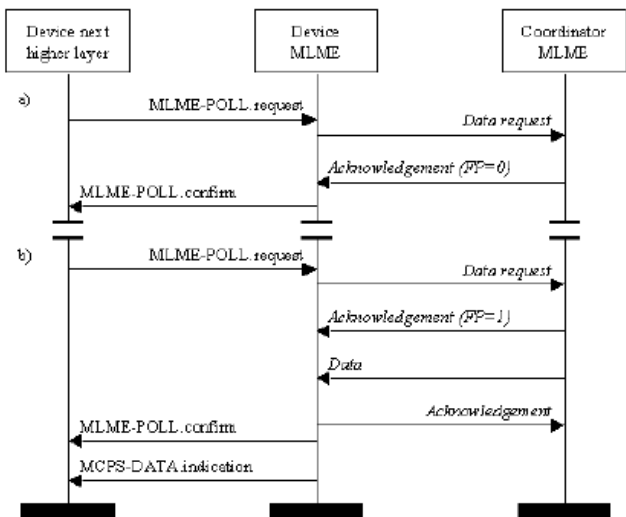 Device next
higher layer
Device
MLME
Coordinator
MLME
a)
MLME-POLL.request
Data request
Acknowledgement (FP=0)
MLME-POLL.confirm
b)
MLME-POLL.request
Data request
Acknowledgement (FP=1)
Data
Acknowledgement
MLME-POLL.confirm
MCPS-DATA.indication